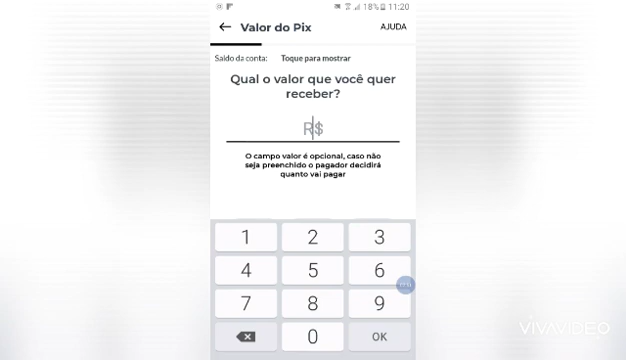 18% 11:20
Valor do Pix
AJUDA
Saldo da conta: Toque para mostrar
Qual o valor que você quer
receber?
R$
O campo valor é opcional, caso não
seja preenchido o pagador decidirá
quanto vai pagar
1 2 3
4 5 6
7 8 9
0 OK
VIVAVIDEO